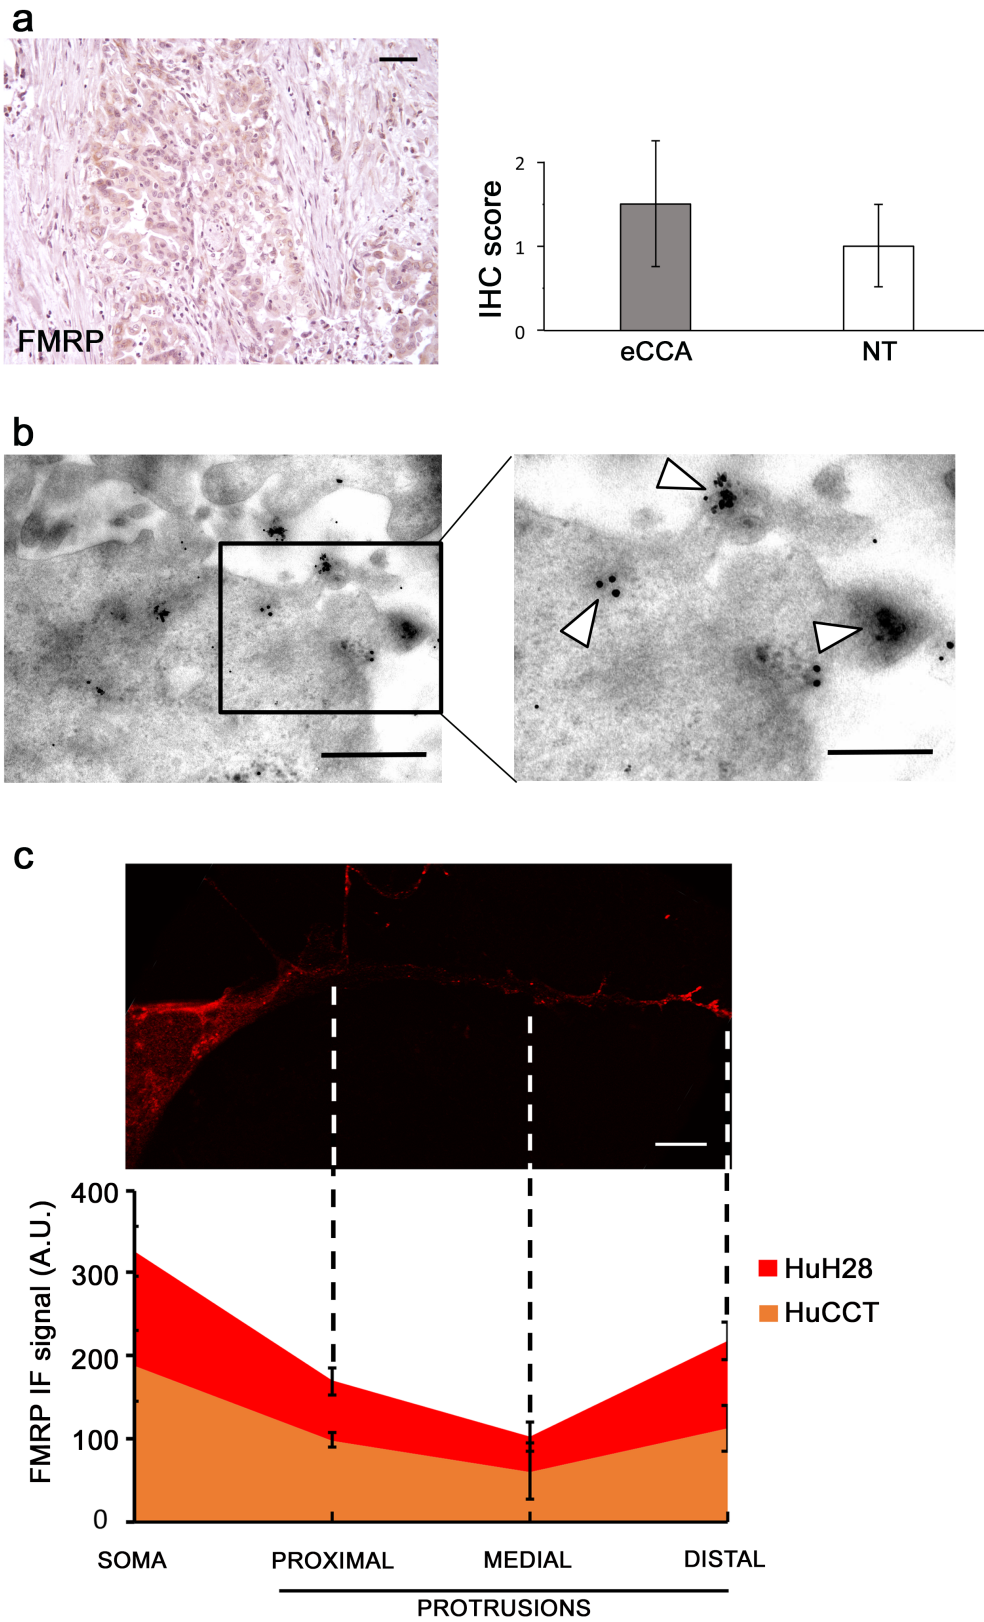 a
FMRP
IHC score
2
1
0
eCCA
NT
b
c
FMRP IF signal (A.U.)
400
300
200
100
0
SOMA
PROXIMAL
MEDIAL
DISTAL
PROTRUSIONS
HuH28
HuCCT